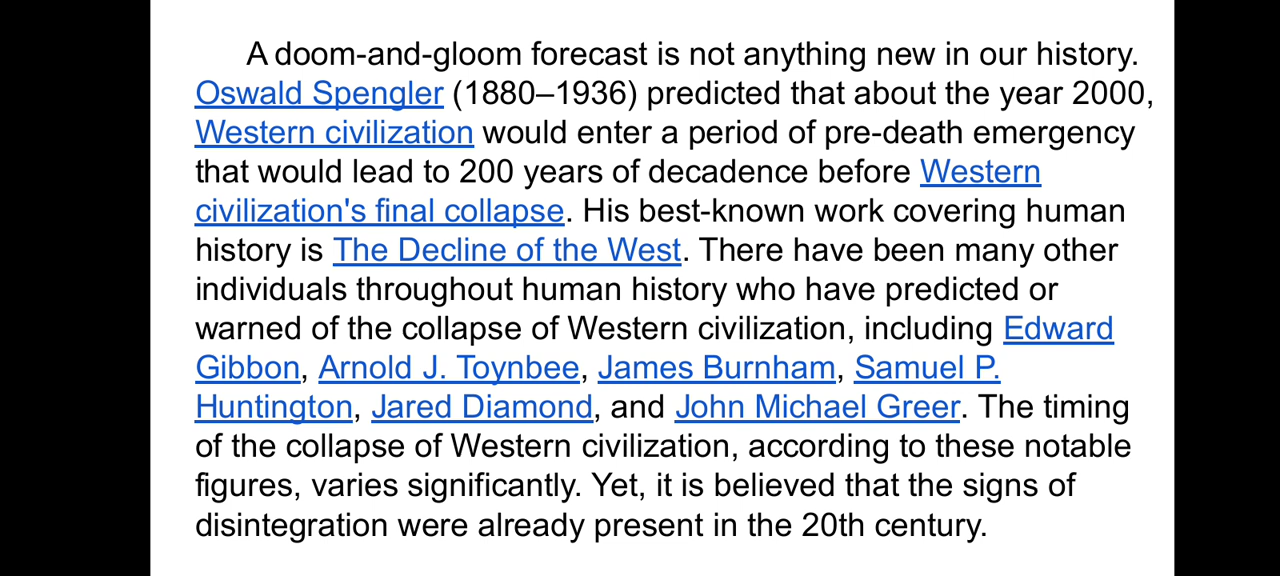 A doom-and-gloom forecast is not anything new in our history.
Oswald Spengler (1880–1936) predicted that about the year 2000,
Western civilization would enter a period of pre-death emergency
that would lead to 200 years of decadence before Western
civilization's final collapse. His best-known work covering human
history is The Decline of the West. There have been many other
individuals throughout human history who have predicted or
warned of the collapse of Western civilization, including Edward
Gibbon, Arnold J. Toynbee, James Burnham, Samuel P.
Huntington, Jared Diamond, and John Michael Greer. The timing
of the collapse of Western civilization, according to these notable
figures, varies significantly. Yet, it is believed that the signs of
disintegration were already present in the 20th century.